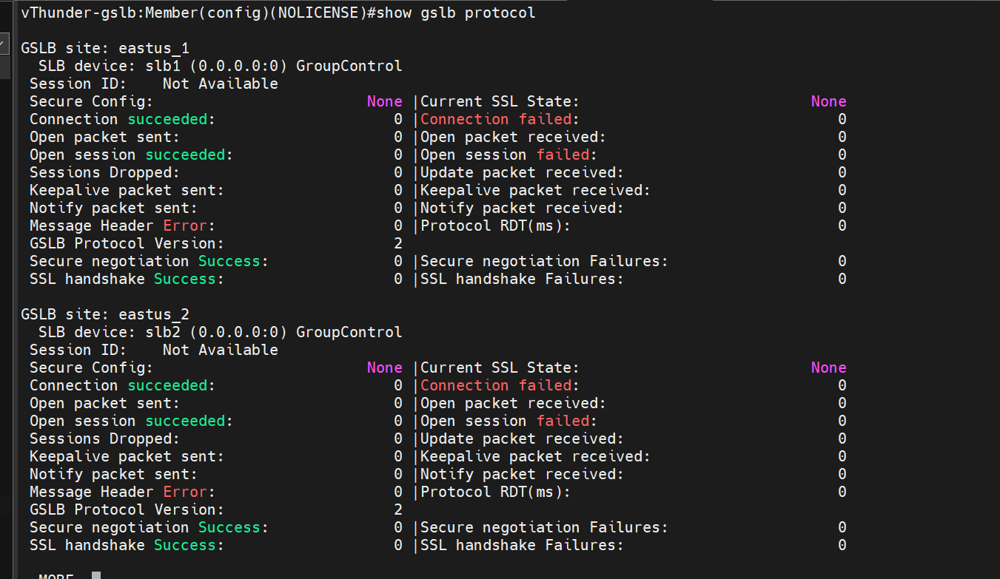 vThunder-gslb:Member(config)(NOLICENSE)#show gslb protocol
GSLB site: eastus_1
SLB device: slb1 (0.0.0.0:0) GroupControl
Session ID: Not Available
Secure Config: None |Current SSL State: None
Connection succeeded: 0 |Connection failed: 0
Open packet sent: 0 |Open packet received: 0
Open session succeeded: 0 |Open session failed: 0
Sessions Dropped: 0 |Update packet received: 0
Keepalive packet sent: 0 |Keepalive packet received: 0
Notify packet sent: 0 |Notify packet received: 0
Message Header Error: 0 |Protocol RDT(ms): 0
GSLB Protocol Version: 2
Secure negotiation Success: 0 |Secure negotiation Failures: 0
SSL handshake Success: 0 |SSL handshake Failures: 0
GSLB site: eastus_2
SLB device: slb2 (0.0.0.0:0) GroupControl
Session ID: Not Available
Secure Config: None |Current SSL State: None
Connection succeeded: 0 |Connection failed: 0
Open packet sent: 0 |Open packet received: 0
Open session succeeded: 0 |Open session failed: 0
Sessions Dropped: 0 |Update packet received: 0
Keepalive packet sent: 0 |Keepalive packet received: 0
Notify packet sent: 0 |Notify packet received: 0
Message Header Error: 0 |Protocol RDT(ms): 0
GSLB Protocol Version: 2
Secure negotiation Success: 0 |Secure negotiation Failures: 0
SSL handshake Success: 0 |SSL handshake Failures: 0
MORE